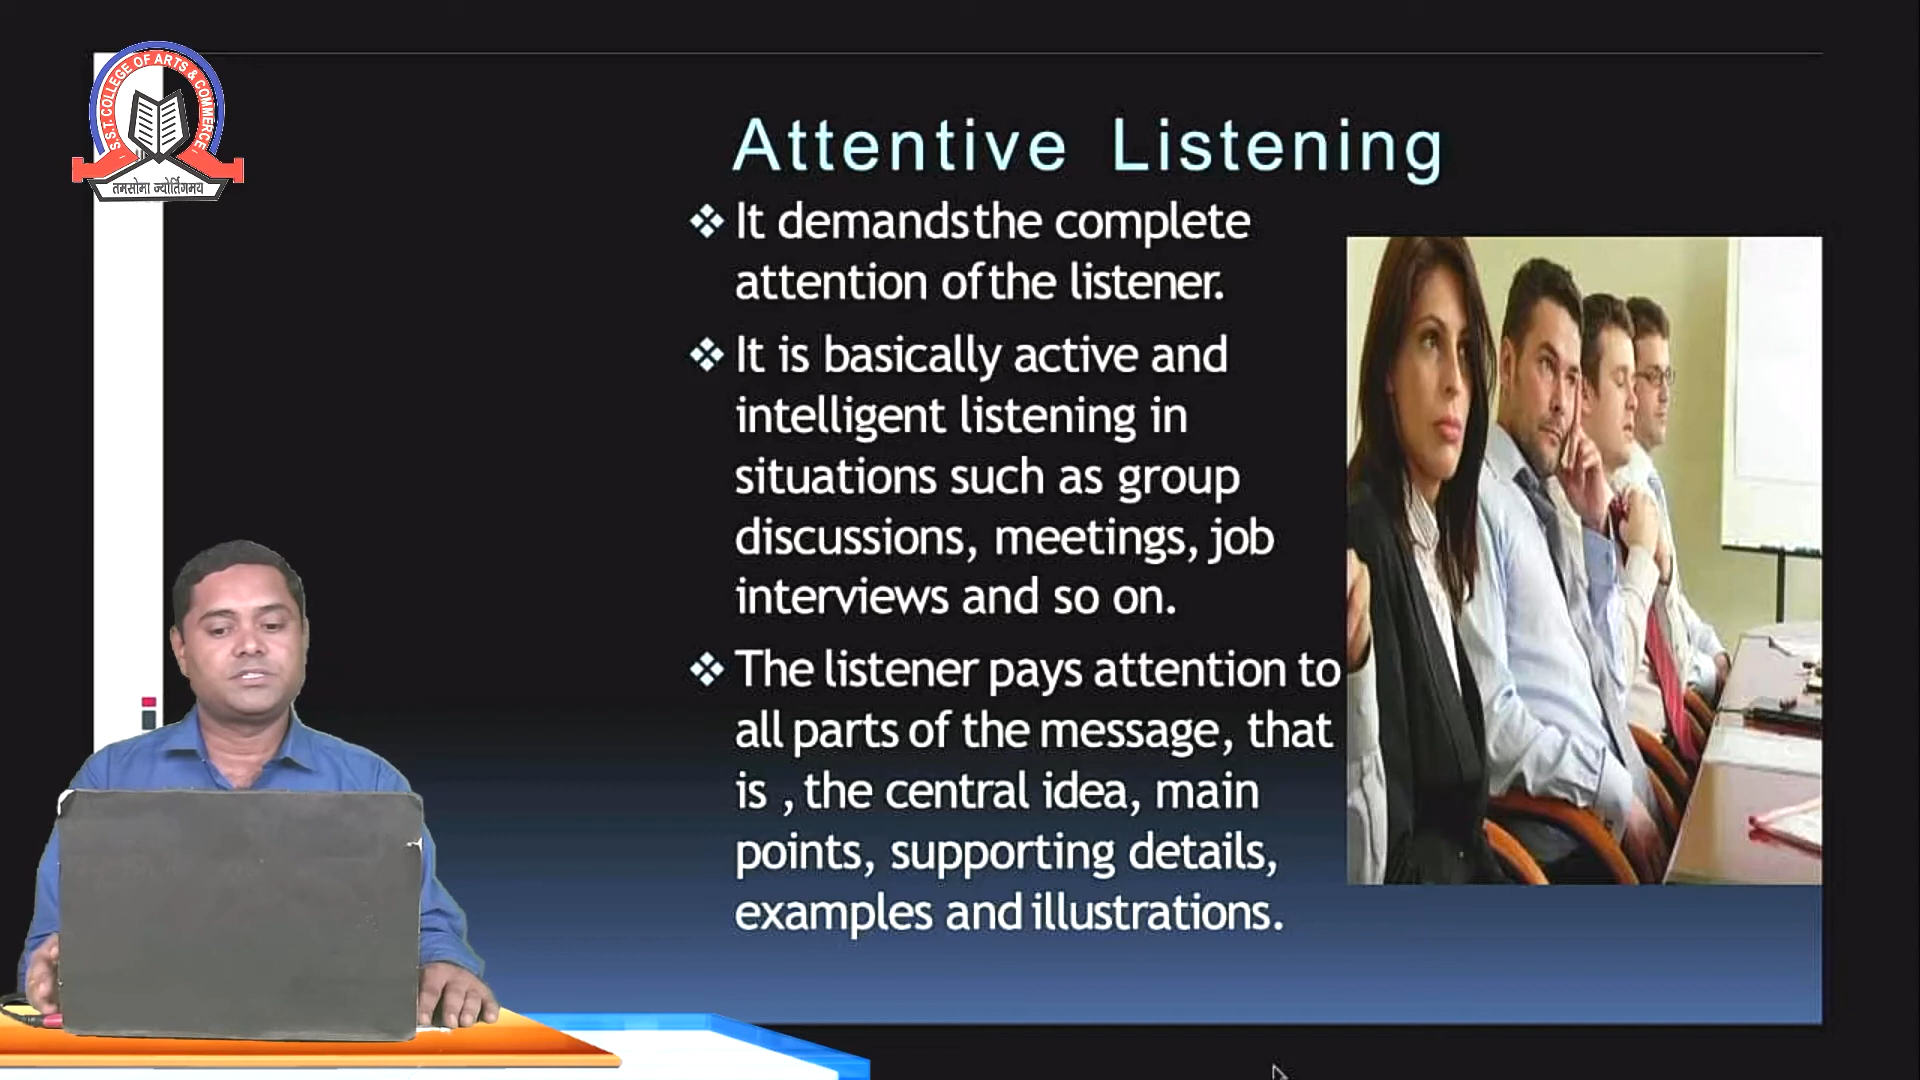 S.S.T. COLLEGE OF ARTS & COMMERCE
तमसोमा ज्योर्तिगमय
Attentive Listening
It demands the complete
attention of the listener.
It is basically active and
intelligent listening in
situations such as group
discussions, meetings, job
interviews and so on.
The listener pays attention to
all parts of the message, that
is , the central idea, main
points, supporting details,
examples and illustrations.